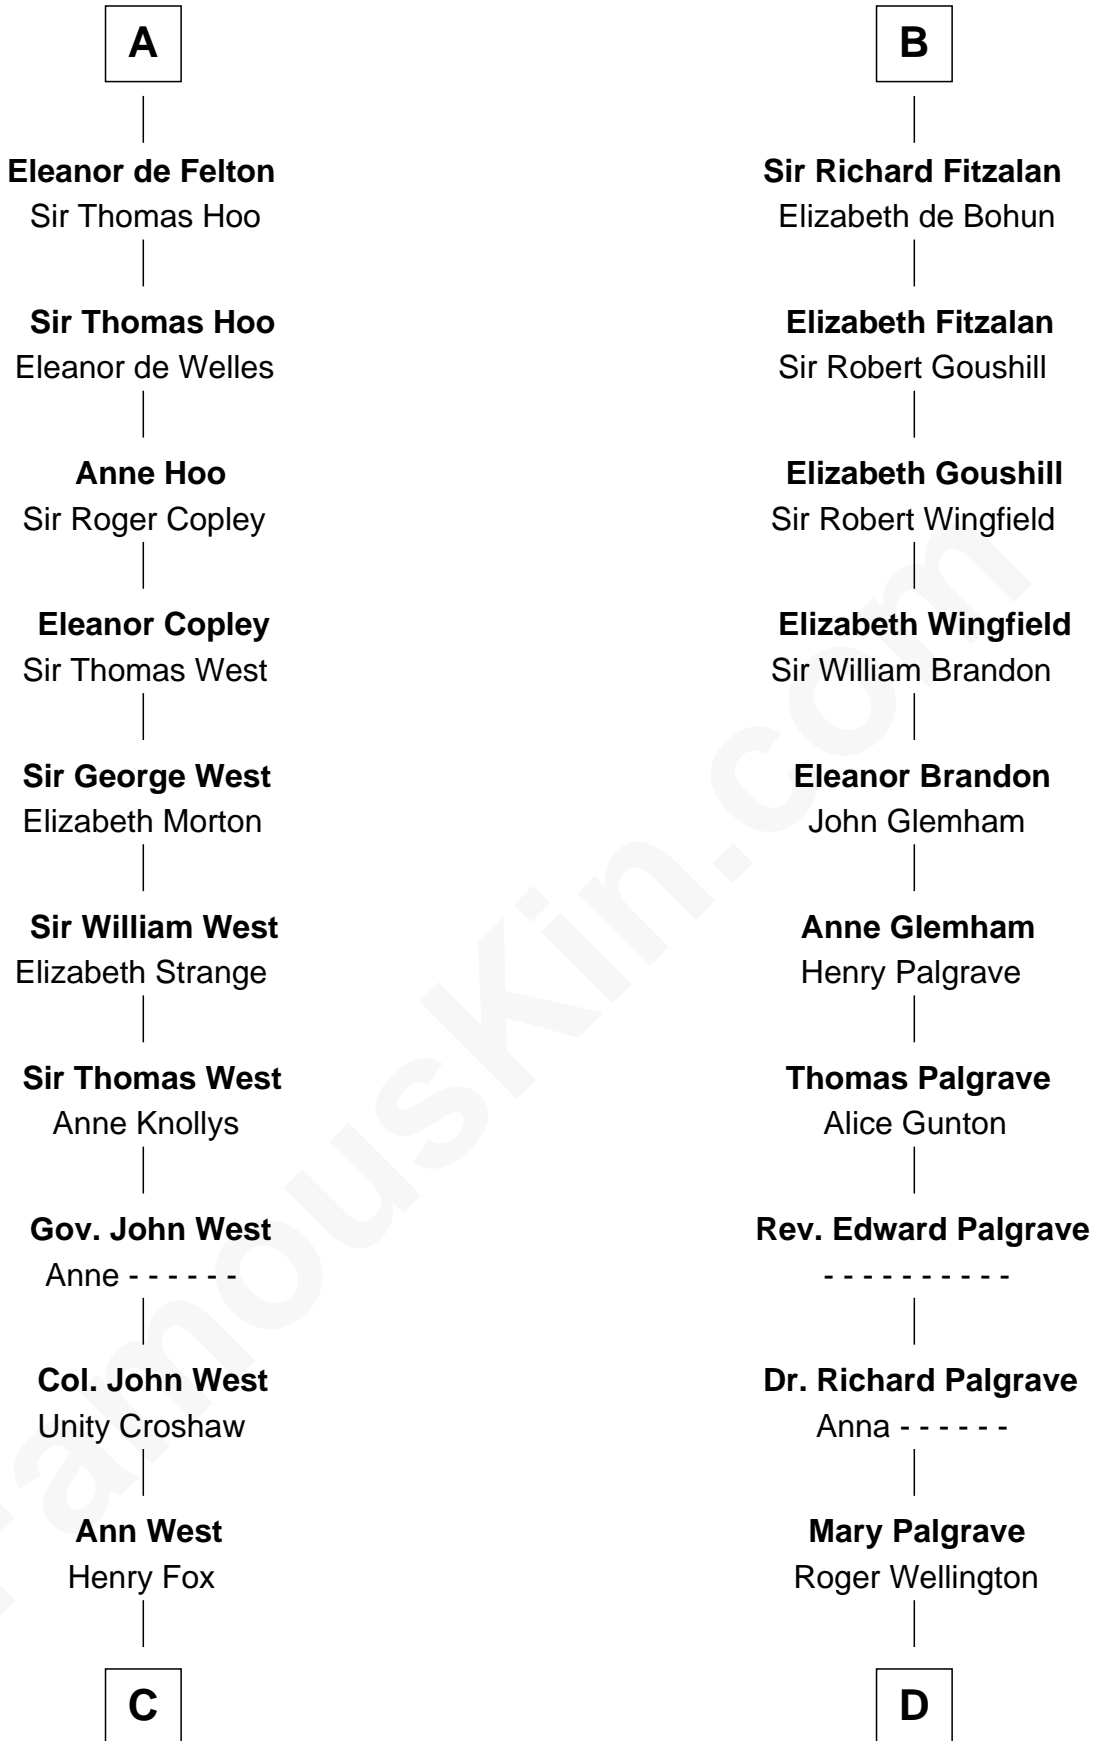 A
Eleanor de Felton
Sir Thomas Hoo
Sir Thomas Hoo
Eleanor de Welles
Anne Hoo
Sir Roger Copley
Eleanor Copley
Sir Thomas West
Sir George West
Elizabeth Morton
Sir William West
Elizabeth Strange
Sir Thomas West
Anne Knollys
Gov. John West
Anne - - - - - -
Col. John West
Unity Croshaw
Ann West
Henry Fox
C
B
Sir Richard Fitzalan
Elizabeth de Bohun
Elizabeth Fitzalan
Sir Robert Goushill
Elizabeth Goushill
Sir Robert Wingfield
Elizabeth Wingfield
Sir William Brandon
Eleanor Brandon
John Glemham
Anne Glemham
Henry Palgrave
Thomas Palgrave
Alice Gunton
Rev. Edward Palgrave
- - - - - - - - - -
Dr. Richard Palgrave
Anna - - - - - -
Mary Palgrave
Roger Wellington
D
FamousKin.com